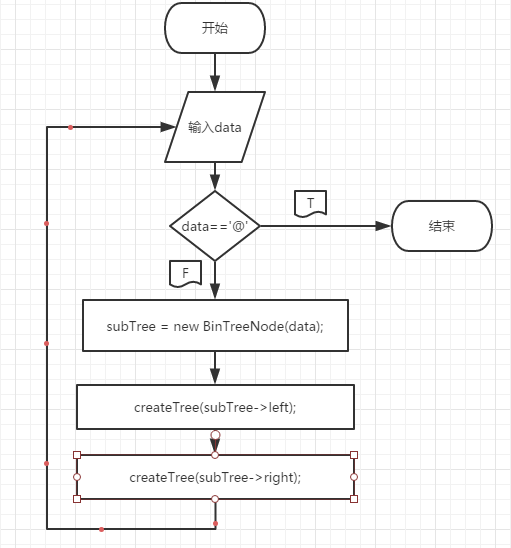 开始
输入data
data=='@'
T
结束
F
subTree = new BinTreeNode(data);
createTree(subTree->left);
createTree(subTree->right);